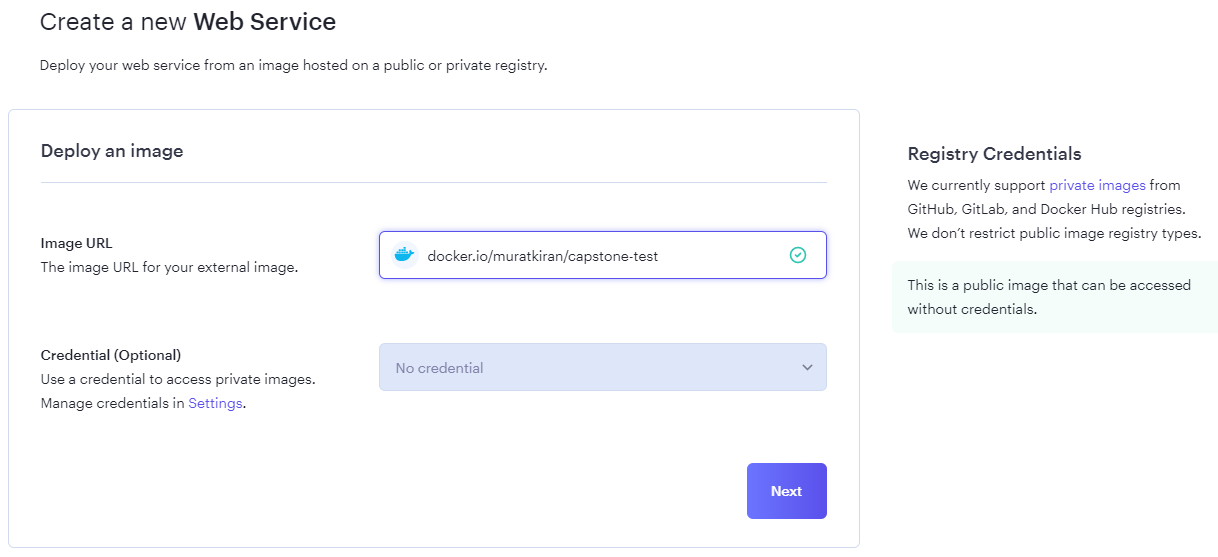 Create a new Web Service
Deploy your web service from an image hosted on a public or private registry.
Deploy an image
Image URL
The image URL for your external image.
docker.io/muratkiran/capstone-test
Credential (Optional)
Use a credential to access private images.
Manage credentials in Settings.
No credential
Next
Registry Credentials
We currently support private images from
GitHub, GitLab, and Docker Hub registries.
We don’t restrict public image registry types.
This is a public image that can be accessed
without credentials.